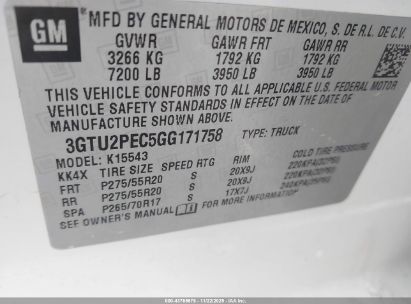 GM
*MFD BY GENERAL MOTORS DE MEXICO, S. DE R.L. DE C.V.
GVWR GAWR FRT GAWR RR
3266 KG 1792 KG 1792 KG
7200 LB 3950 LB 3950 LB
THIS VEHICLE CONFORMS TO ALL APPLICABLE U.S. FEDERAL MOTOR
VEHICLE SAFETY STANDARDS IN EFFECT ON THE DATE OF
MANUFACTURE SHOWN ABOVE.
3GTU2PEC5GG171758 TYPE: TRUCK
MODEL: K15543
KK4X TIRE SIZE SPEED RTG RIM COLD TIRE PRESSURE
FRT P275/55R20 S 20X9J
RR P275/55R20 S 20X9J
SPA P265/70R17 S 17X7J
SEE OWNER'S MANUAL FOR MORE INFORMATION